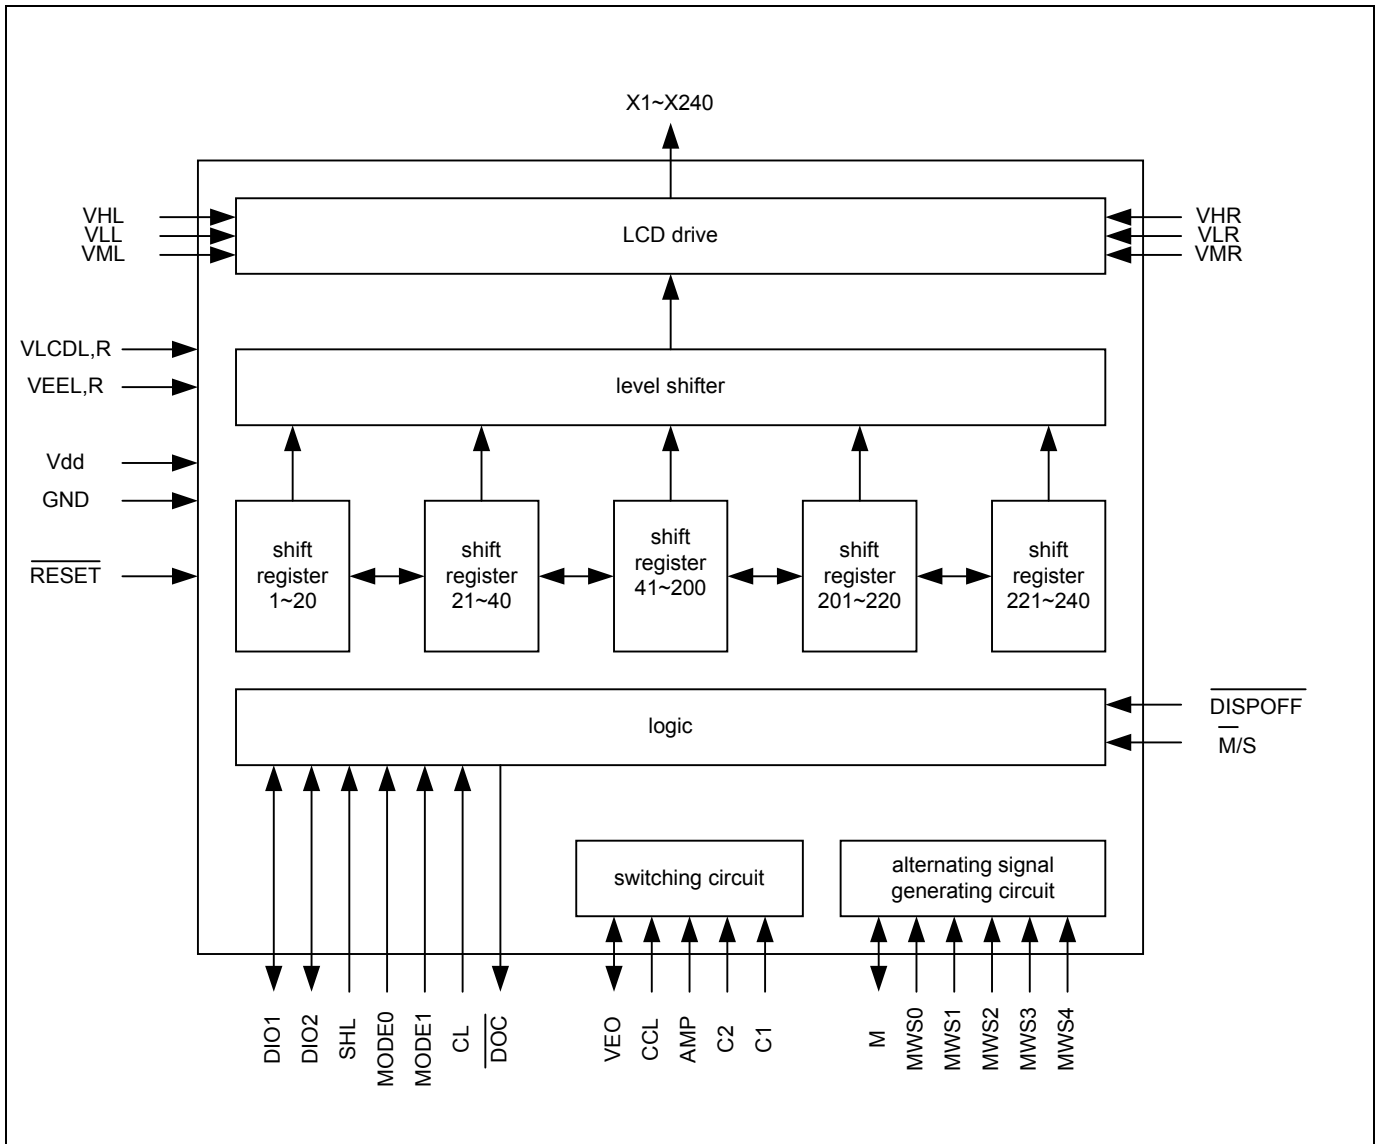 X1~X240
VHL
VLL
VML
LCD drive
VHR
VLR
VMR
VLCDL,R
VEEL,R
level shifter
Vdd
GND
RESET
shift
register
1~20
shift
register
21~40
shift
register
41~200
shift
register
201~220
shift
register
221~240
logic
DISPOFF
M/S
switching circuit
alternating signal
generating circuit
DIO1
DIO2
SHL
MODE0
MODE1
CL
DOC
VEO
CCL
AMP
C2
C1
M
MWS0
MWS1
MWS2
MWS3
MWS4